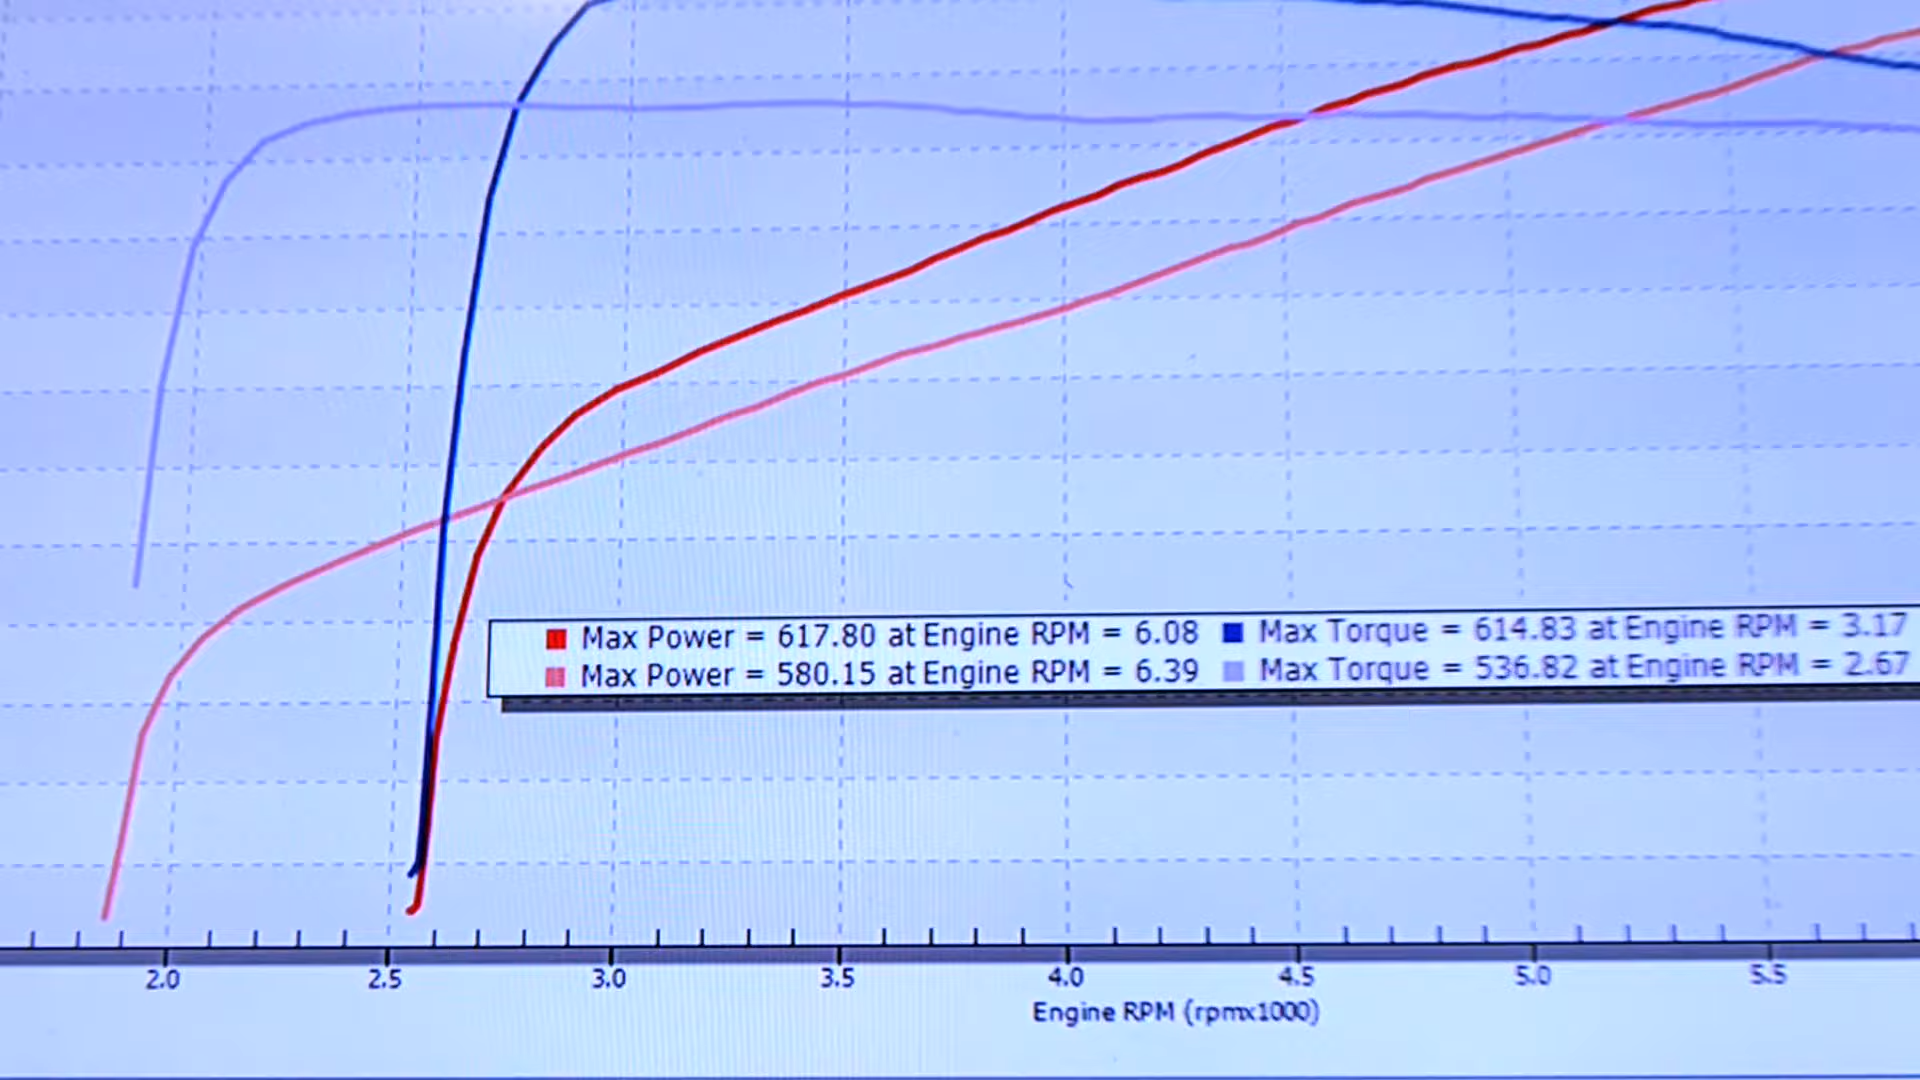 Max Power = 617.80 at Engine RPM = 6.08 Max Torque = 614.83 at Engine RPM = 3.17
Max Power = 580.15 at Engine RPM = 6.39 Max Torque = 536.82 at Engine RPM = 2.67
2.0 2.5 3.0 3.5 4.0 4.5 5.0 5.5
Engine RPM (rpmx1000)